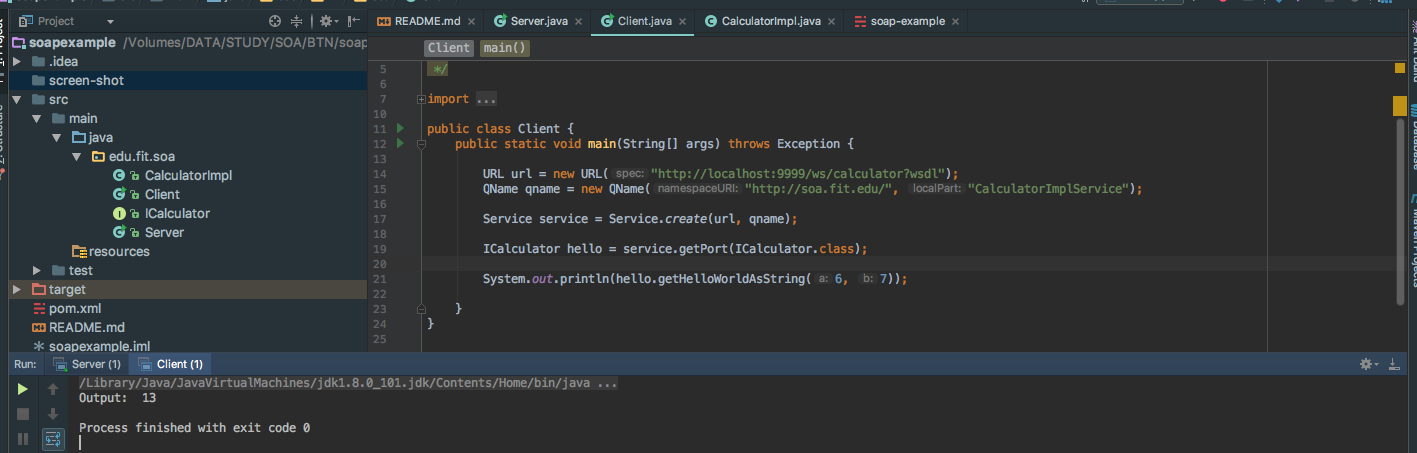 Project
README.md
Server.java
Client.java
CalculatorImpl.java
soap-example
soapexample /Volumes/DATA/STUDY/SOA/BTN/soap
.idea
screen-shot
src
main
java
edu.fit.soa
CalculatorImpl
Client
ICalculator
Server
resources
test
target
pom.xml
README.md
soapexample.iml
Client main()
5 */
6
7 import ...
10
11 public class Client {
12 public static void main(String[] args) throws Exception {
13
14 URL url = new URL( spec: "http://localhost:9999/ws/calculator?wsdl");
15 QName qname = new QName( namespaceURI: "http://soa.fit.edu/", localPart: "CalculatorImplService");
16
17 Service service = Service.create(url, qname);
18
19 ICalculator hello = service.getPort(ICalculator.class);
20
21 System.out.println(hello.getHelloWorldAsString( a: 6, b: 7));
22
23 }
24 }
25
Database
Run: Server (1) Client (1)
/Library/Java/JavaVirtualMachines/jdk1.8.0_101.jdk/Contents/Home/bin/java ...
Output: 13
Process finished with exit code 0